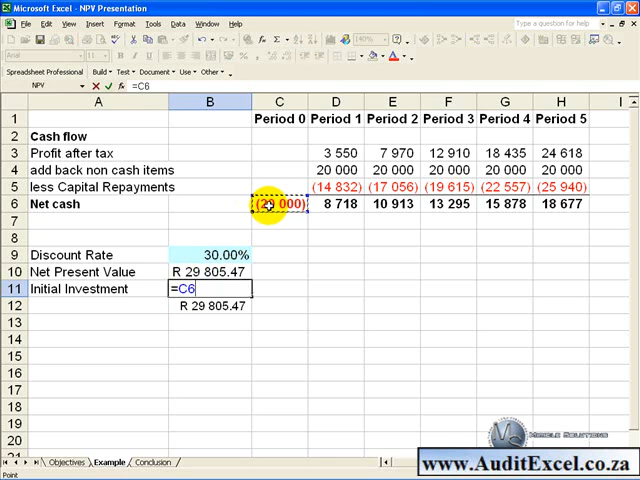 Microsoft Excel - NPV Presentation
File Edit View Insert Format Tools Data Window Help Type a question for help
140%
Spreadsheet Professional Build Test Document Use Other
NPV =C6
A B C D E F G H I
1 Period 0 Period 1 Period 2 Period 3 Period 4 Period 5
2 Cash flow
3 Profit after tax 3 550 7 970 12 910 18 435 24 618
4 add back non cash items 20 000 20 000 20 000 20 000 20 000
5 less Capital Repayments (14 832) (17 056) (19 615) (22 557) (25 940)
6 Net cash 000) 8 718 10 913 13 295 15 878 18 677
7
8
9 Discount Rate 30.00%
10 Net Present Value R 29 805.47
11 Initial Investment =C6
12 R 29 805.47
13
14
15
16
17
18
19
20
21
Objectives Example Conclusion
www.AuditExcel.co.za
Point